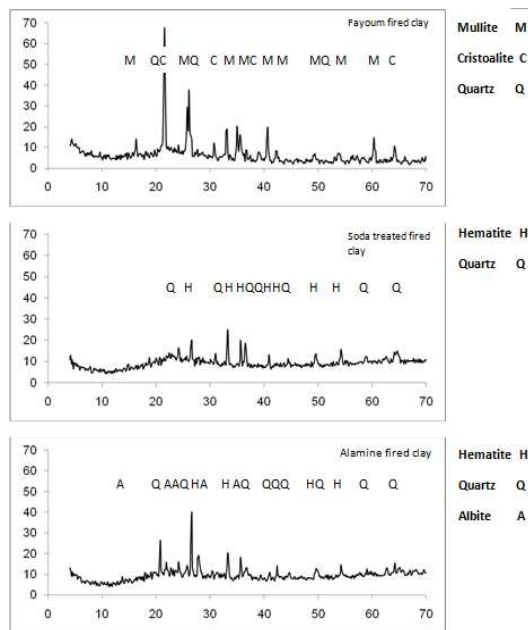 Fayoum fired clay
Mullite M
Cristoalite C
Quartz Q
M QC MQ C M MC M MQ M M C
70
60
50
40
30
20
10
0
0 10 20 30 40 50 60 70
Soda treated fired
clay
Hematite H
Quartz Q
Q H Q H HQQHHQ H H Q Q
70
60
50
40
30
20
10
0
0 10 20 30 40 50 60 70
Alamine fired clay
Hematite H
Quartz Q
Albite A
A Q AAQHA H AQ QQQ HQ H Q Q
70
60
50
40
30
20
10
0
0 10 20 30 40 50 60 70